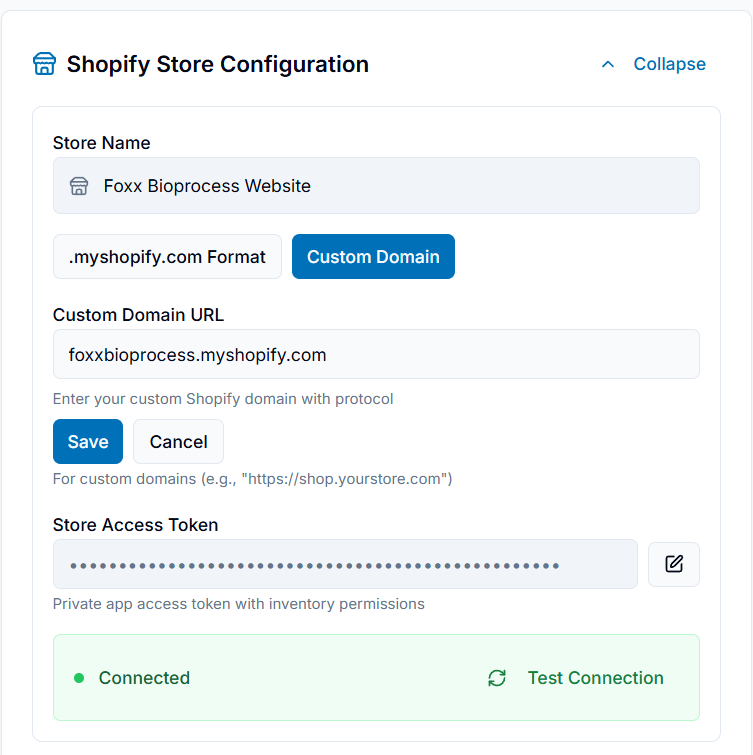 Shopify Store Configuration
Collapse
Store Name
Foxx Bioprocess Website
.myshopify.com Format
Custom Domain
Custom Domain URL
foxxbioprocess.myshopify.com
Enter your custom Shopify domain with protocol
Save
Cancel
For custom domains (e.g., "https://shop.yourstore.com")
Store Access Token
••••••••••••••••••••••••••••••••••••••••••••••••••
Private app access token with inventory permissions
Connected
Test Connection